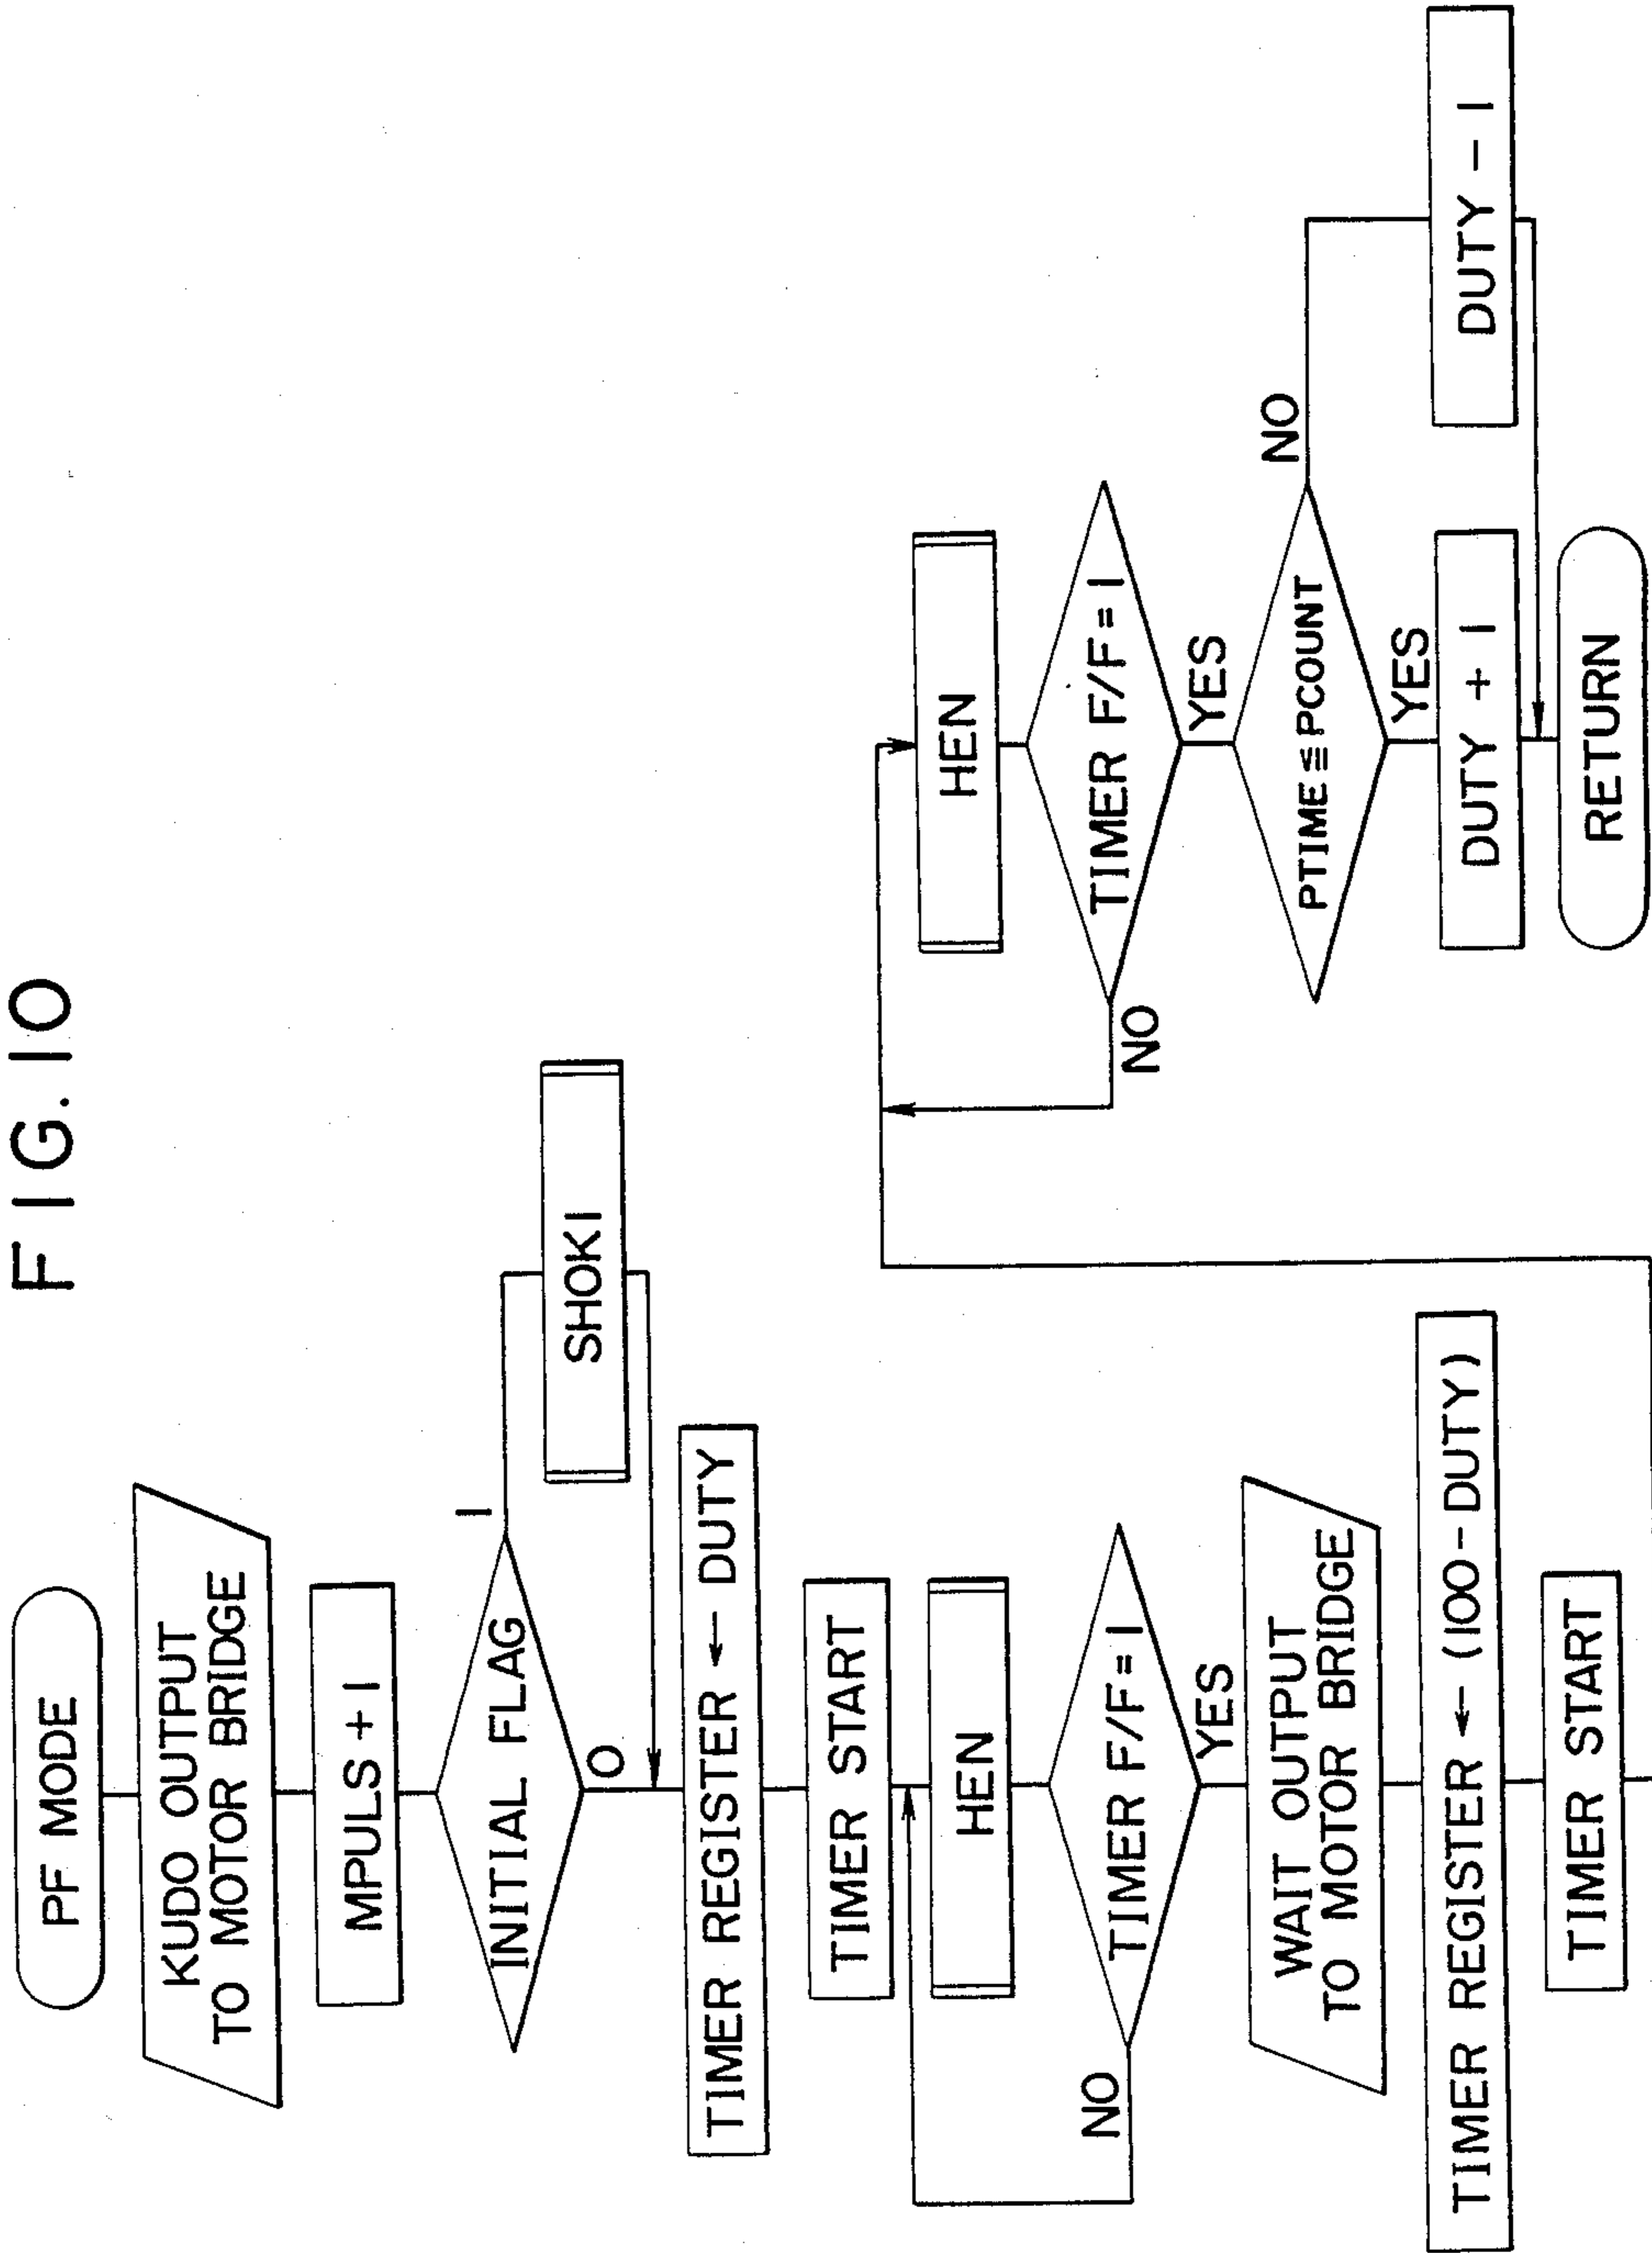 FIG. 10
PF MODE
KUDO OUTPUT
TO MOTOR BRIDGE
MPULS + 1
INITIAL FLAG
1
SHOKI
0
TIMER REGISTER ← DUTY
TIMER START
HEN
TIMER F/F = 1
NO
YES
WAIT OUTPUT
TO MOTOR BRIDGE
TIMER REGISTER ← (100 - DUTY)
TIMER START
HEN
TIMER F/F = 1
NO
YES
PTIME ≦ PCOUNT
NO
YES
DUTY + 1
DUTY - 1
RETURN